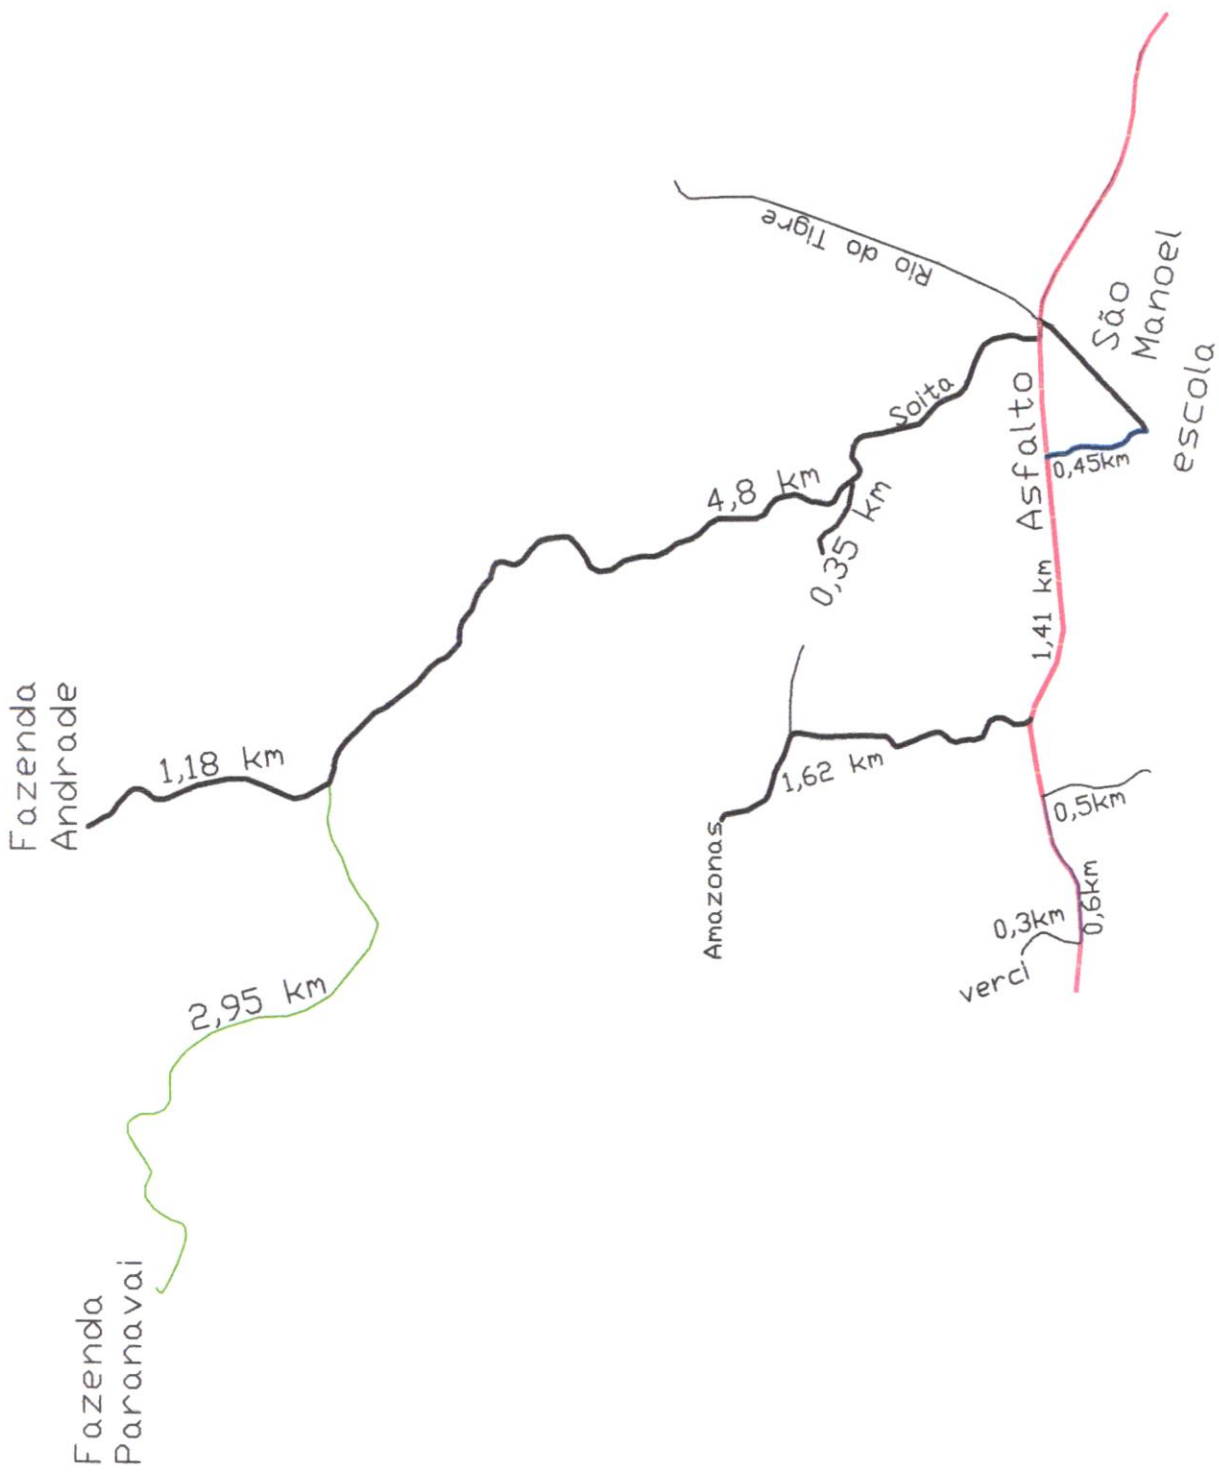 Fazenda
Andrade
1,18 km
2,95 km
Fazenda
Paranavai
4,8 km
0,35 km
Soita
Rio do Tigre
São
Manoel
escola
Asfalto
0,45km
1,41 km
1,62 km
Amazonas
0,5km
0,6km
0,3km
verci